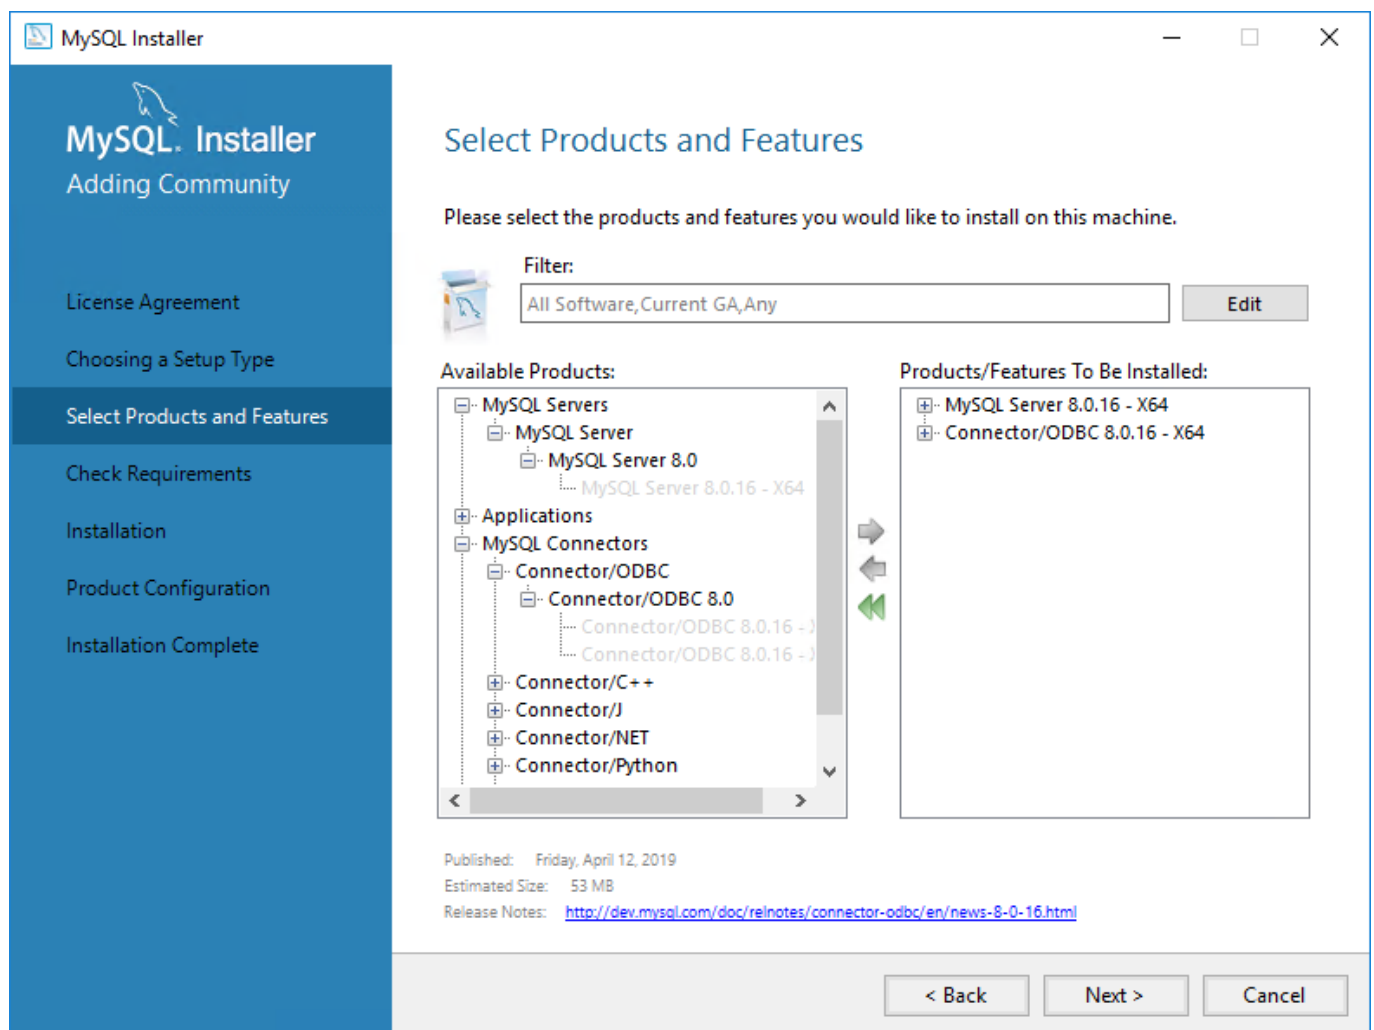 MySQL Installer
MySQL. Installer
Adding Community
License Agreement
Choosing a Setup Type
Select Products and Features
Check Requirements
Installation
Product Configuration
Installation Complete
Select Products and Features
Please select the products and features you would like to install on this machine.
Filter:
All Software,Current GA,Any
Edit
Available Products:
MySQL Servers
MySQL Server
MySQL Server 8.0
MySQL Server 8.0.16 - X64
Applications
MySQL Connectors
Connector/ODBC
Connector/ODBC 8.0
Connector/ODBC 8.0.16 -
Connector/ODBC 8.0.16 -
Connector/C++
Connector/J
Connector/NET
Connector/Python
Products/Features To Be Installed:
MySQL Server 8.0.16 - X64
Connector/ODBC 8.0.16 - X64
Published: Friday, April 12, 2019
Estimated Size: 53 MB
Release Notes: http://dev.mysql.com/doc/relnotes/connector-odbc/en/news-8-0-16.html
< Back
Next >
Cancel